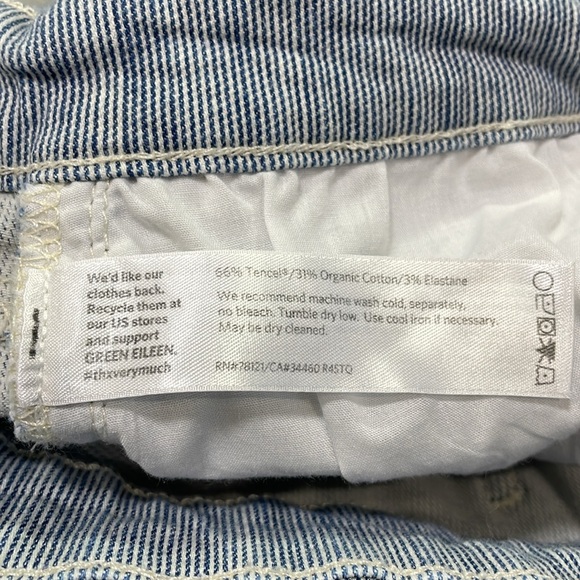 We'd like our
clothes back.
Recycle them at
our US stores
and support
GREEN EILEEN.
#thxverymuch
66% Tencel®/31% Organic Cotton/3% Elastane
We recommend machine wash cold, separately,
no bleach. Tumble dry low. Use cool iron if necessary.
May be dry cleaned.
RN#78121/CA#34460 R4STQ